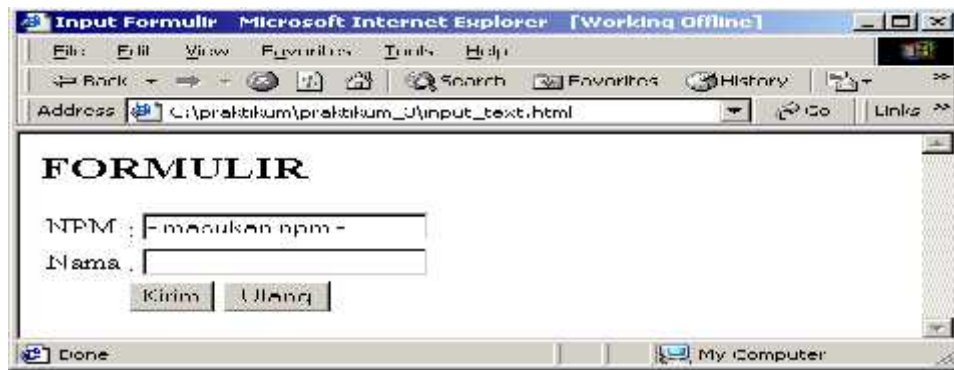 Input Formulir Microsoft Internet Explorer [Working Offline]
File Edit View Favorites Tools Help
Back Search Favorites History
Address C:\praktikum\praktikum_\input_text.html Go Links
FORMULIR
NPM : - masukan npm -
Nama :
Kirim Ulang
Done My Computer